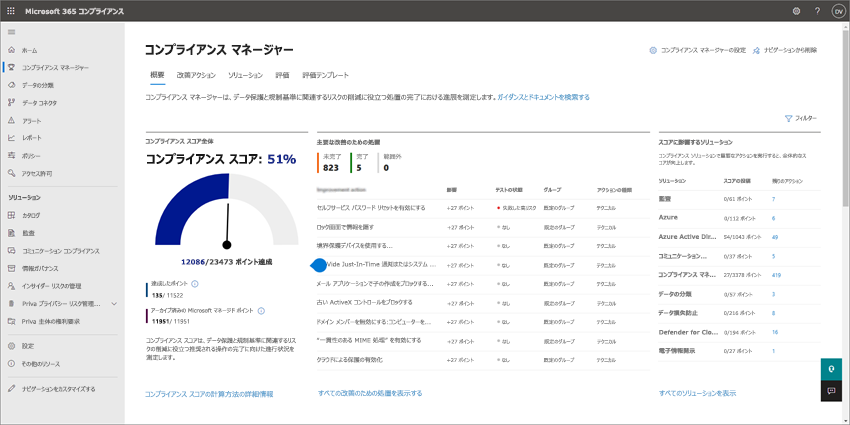 Microsoft 365 コンプライアンス
DV
ホーム
コンプライアンス マネージャー
データの分類
データ コネクタ
アラート
レポート
ポリシー
アクセス許可
ソリューション
カタログ
監査
コミュニケーション コンプライアンス
情報ガバナンス
インサイダー リスクの管理
Priva プライバシー リスク管理...
Priva 主体の権利要求
設定
その他のリソース
ナビゲーションをカスタマイズする
コンプライアンス マネージャー
コンプライアンス マネージャーの設定
ナビゲーションから削除
概要 改善アクション ソリューション 評価 評価テンプレート
コンプライアンス マネージャーは、データ保護と規制基準に関連するリスクの削減に役立つ処置の完了における進展を測定します。ガイダンスとドキュメントを検索する
フィルター
コンプライアンス スコア全体
コンプライアンス スコア: 51%
12086/23473 ポイント達成
達成したポイント
135/ 11522
アーカイブ済みの Microsoft マネージド ポイント
11951/ 11951
コンプライアンス スコアは、データ保護と規制基準に関連するリス
クの削減に役立つ推奨される操作の完了に向けた進行状況を
測定します。
コンプライアンス スコアの計算方法の詳細情報
主要な改善のための処置
未完了 完了 範囲外
823 5 0
Improvement action 影響 テストの状態 グループ アクションの種類
セルフサービス パスワード リセットを有効にする +27 ポイント 失敗した高リスク 既定のグループ テクニカル
ロック画面で情報を隠す +27 ポイント なし 規定のグループ テクニカル
境界保護デバイスを使用する... +27 ポイント なし 既定のグループ テクニカル
Vide Just-In-Time 通知またはシステム ... +27 ポイント なし 既定のグループ テクニカル
メール アプリケーションで子の作成をブロックする... +27 ポイント なし 既定のグループ テクニカル
古い ActiveX コントロールをブロックする +27 ポイント なし 規定のグループ テクニカル
ドメイン メンバーを無効にする:コンピューターを... +27 ポイント なし 規定のグループ テクニカル
"一貫性のある MIME 処理" を有効にする +27 ポイント なし 既定のグループ テクニカル
クラウドによる保護の有効化 +27 ポイント なし 既定のグループ テクニカル
すべての改善のための処置を表示する
スコアに影響するソリューション
コンプライアンス ソリューションで重要なアクションを実行すると、全体的なス
コアが向上します。
ソリューション スコアの投稿 残りのアクション
監査 0/61 ポイント 7
Azure 0/112 ポイント 6
Azure Active Dir... 54/1043 ポイント 49
コミュニケーション... 0/37 ポイント 5
コンプライアンス マネ... 27/3378 ポイント 419
データの分類 0/57 ポイント 3
データ損失防止 0/216 ポイント 8
Defender for Clo... 0/194 ポイント 16
電子情報開示 0/27 ポイント 1
すべてのソリューションを表示